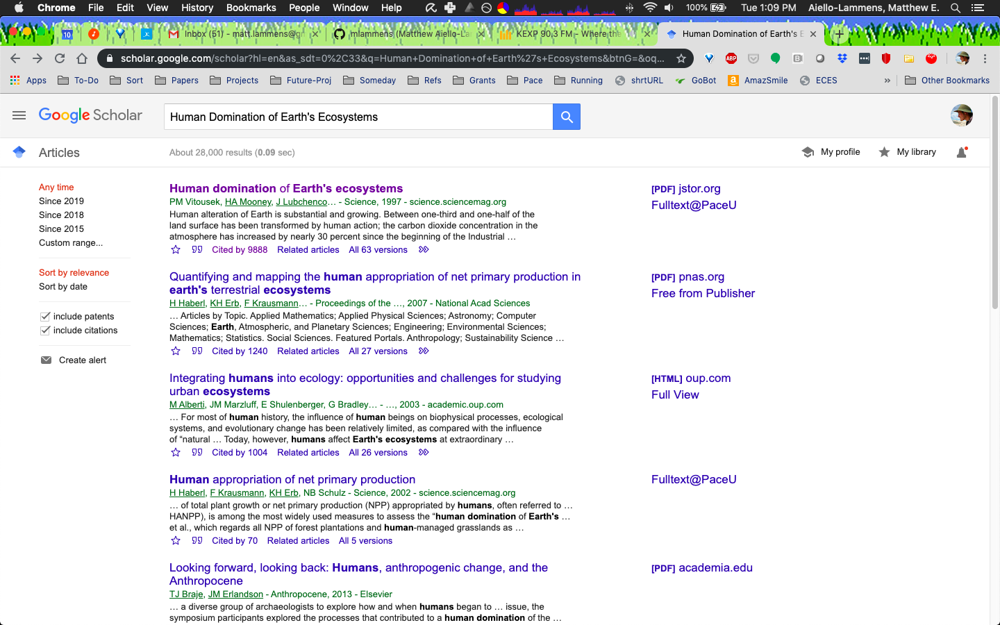 Chrome File Edit View History Bookmarks People Window Help 100% Tue 1:09 PM Aiello-Lammens, Matthew E.
10 Inbox (51) - matt.lammens@g mlammens (Matthew Aiello-La KEXP 90.3 FM - Where the Human Domination of Earth's E
scholar.google.com/scholar?hl=en&as_sdt=0%2C33&q=Human+Domination+of+Earth%27s+Ecosystems&btnG=&oq... ABP
Apps To-Do Sort Papers Projects Future-Proj Someday Refs Grants Pace Running shrtURL GoBot AmazSmile ECES » Other Bookmarks
Google Scholar Human Domination of Earth's Ecosystems
Articles About 28,000 results (0.09 sec) My profile My library
Any time
Since 2019
Since 2018
Since 2015
Custom range...
Sort by relevance
Sort by date
include patents
include citations
Create alert
Human domination of Earth's ecosystems
PM Vitousek, HA Mooney, J Lubchenco… - Science, 1997 - science.sciencemag.org
Human alteration of Earth is substantial and growing. Between one-third and one-half of the
land surface has been transformed by human action; the carbon dioxide concentration in the
atmosphere has increased by nearly 30 percent since the beginning of the Industrial …
Cited by 9888 Related articles All 63 versions
[PDF] jstor.org
Fulltext@PaceU
Quantifying and mapping the human appropriation of net primary production in
earth's terrestrial ecosystems
H Haberl, KH Erb, F Krausmann… - Proceedings of the …, 2007 - National Acad Sciences
… Articles by Topic. Applied Mathematics; Applied Physical Sciences; Astronomy; Computer
Sciences; Earth, Atmospheric, and Planetary Sciences; Engineering; Environmental Sciences;
Mathematics; Statistics. Social Sciences. Featured Portals. Anthropology; Sustainability Science …
Cited by 1240 Related articles All 27 versions
[PDF] pnas.org
Free from Publisher
Integrating humans into ecology: opportunities and challenges for studying
urban ecosystems
M Alberti, JM Marzluff, E Shulenberger, G Bradley… - …, 2003 - academic.oup.com
… For most of human history, the influence of human beings on biophysical processes, ecological
systems, and evolutionary change has been relatively limited, as compared with the influence
of “natural … Today, however, humans affect Earth's ecosystems at extraordinary …
Cited by 1004 Related articles All 26 versions
[HTML] oup.com
Full View
Human appropriation of net primary production
H Haberl, F Krausmann, KH Erb, NB Schulz - Science, 2002 - science.sciencemag.org
… of total plant growth or net primary production (NPP) appropriated by humans, often referred to …
HANPP), is among the most widely used measures to assess the “human domination of Earth's …
et al., which regards all NPP of forest plantations and human-managed grasslands as …
Cited by 70 Related articles All 5 versions
Fulltext@PaceU
Looking forward, looking back: Humans, anthropogenic change, and the
Anthropocene
TJ Braje, JM Erlandson - Anthropocene, 2013 - Elsevier
… a diverse group of archaeologists to explore how and when humans began to … issue, the
symposium participants explored the processes that contributed to a human domination of the …
[PDF] academia.edu